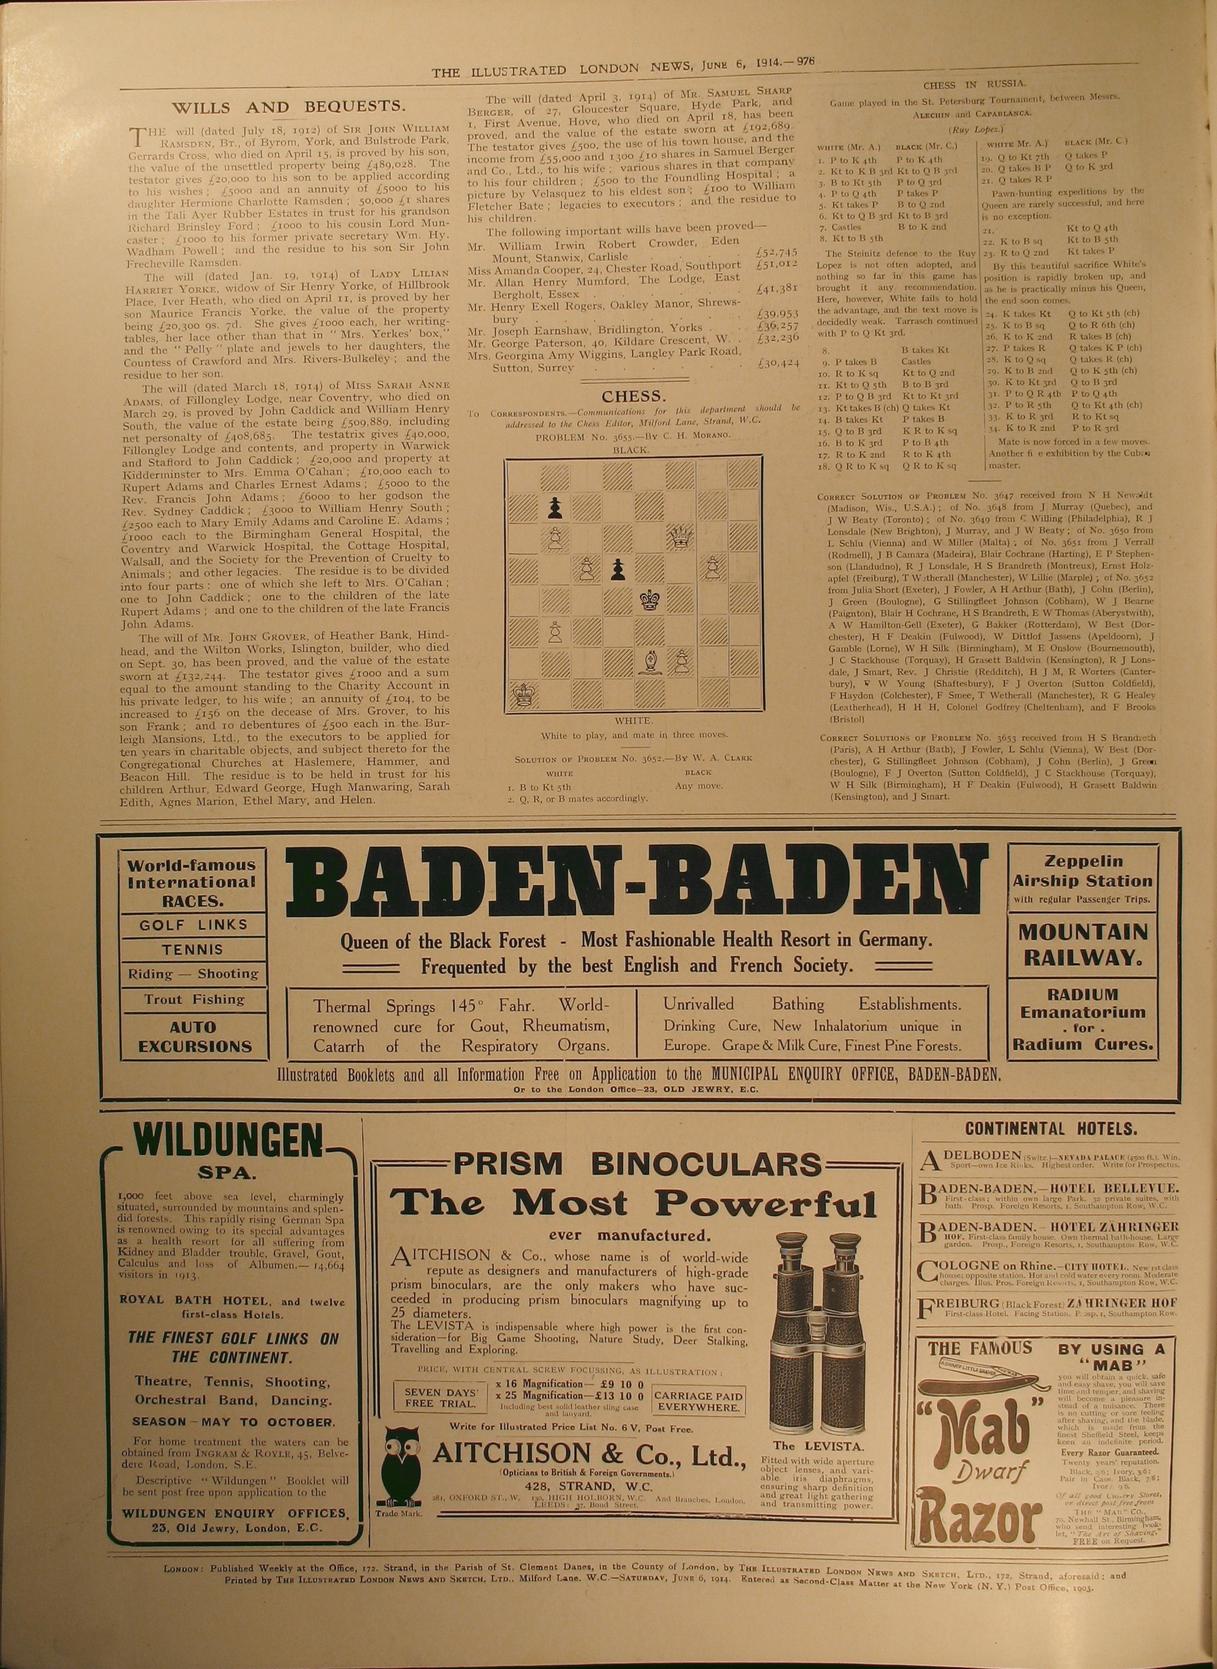 THE ILLUSTRATED LONDON NEWS, JUNE 6, 1914.—976
WILLS AND BEQUESTS.
THE will (dated July 18, 1912) of SIR JOHN WILLIAM
RAMSDEN, BT., of Byrom, York, and Bulstrode Park,
Gerrards Cross, who died on April 15, is proved by his son,
the value of the unsettled property being £489,028. The
testator gives £20,000 to his son to be applied according
to his wishes; £5000 and an annuity of £5000 to his
daughter Hermione Charlotte Ramsden; 50,000 £1 shares
in the Tali Ayer Rubber Estates in trust for his grandson
Richard Brinsley Ford; £1000 to his cousin Lord Mun-
caster; £1000 to his former private secretary Wm. Hy.
Wadham Powell; and the residue to his son Sir John
Frecheville Ramsden.
The will (dated Jan. 19, 1914) of LADY LILIAN
HARRIET YORKE, widow of Sir Henry Yorke, of Hillbrook
Place, Iver Heath, who died on April 11, is proved by her
son Maurice Francis Yorke, the value of the property
being £20,300 9s. 7d. She gives £1000 each, her writing-
tables, her lace other than that in "Mrs. Yerkes' box,"
and the "Pelly" plate and jewels to her daughters, the
Countess of Crawford and Mrs. Rivers-Bulkeley; and the
residue to her son.
The will (dated March 18, 1914) of MISS SARAH ANNE
ADAMS, of Fillongley Lodge, near Coventry, who died on
March 29, is proved by John Caddick and William Henry
South, the value of the estate being £509,889, including
net personalty of £408,685. The testatrix gives £40,000,
Fillongley Lodge and contents, and property in Warwick
and Stafford to John Caddick; £20,000 and property at
Kidderminster to Mrs. Emma O'Cahan; £10,000 each to
Rupert Adams and Charles Ernest Adams; £5000 to the
Rev. Francis John Adams; £6000 to her godson the
Rev. Sydney Caddick; £3000 to William Henry South;
£2500 each to Mary Emily Adams and Caroline E. Adams;
£1000 each to the Birmingham General Hospital, the
Coventry and Warwick Hospital, the Cottage Hospital,
Walsall, and the Society for the Prevention of Cruelty to
Animals; and other legacies. The residue is to be divided
into four parts: one of which she left to Mrs. O'Cahan;
one to John Caddick; one to the children of the late
Rupert Adams; and one to the children of the late Francis
John Adams.
The will of MR. JOHN GROVER, of Heather Bank, Hind-
head, and the Wilton Works, Islington, builder, who died
on Sept. 30, has been proved, and the value of the estate
sworn at £132,244. The testator gives £1000 and a sum
equal to the amount standing to the Charity Account in
his private ledger, to his wife; an annuity of £104, to be
increased to £156 on the decease of Mrs. Grover, to his
son Frank; and 10 debentures of £500 each in the Bur-
leigh Mansions, Ltd., to the executors to be applied for
ten years in charitable objects, and subject thereto for the
Congregational Churches at Haslemere, Hammer, and
Beacon Hill. The residue is to be held in trust for his
children Arthur, Edward George, Hugh Manwaring, Sarah
Edith, Agnes Marion, Ethel Mary, and Helen.
The will (dated April 3, 1914) of MR. SAMUEL SHARP
BERGER, of 27, Gloucester Square, Hyde Park, and
1, First Avenue, Hove, who died on April 18, has been
proved, and the value of the estate sworn at £192,689.
The testator gives £500, the use of his town house, and the
income from £55,000 and 1300 £10 shares in Samuel Berger
and Co., Ltd., to his wife; various shares in that company
to his four children; £500 to the Foundling Hospital; a
picture by Velasquez to his eldest son; £100 to William
Fletcher Bate; legacies to executors; and the residue to
his children.
The following important wills have been proved—
Mr. William Irwin Robert Crowder, Eden
Mount, Stanwix, Carlisle £52,745
Miss Amanda Cooper, 24, Chester Road, Southport £51,012
Mr. Allan Henry Mumford, The Lodge, East
Bergholt, Essex £41,381
Mr. Henry Exell Rogers, Oakley Manor, Shrews-
bury £39,953
Mr. Joseph Earnshaw, Bridlington, Yorks £36,257
Mr. George Paterson, 40, Kildare Crescent, W. £32,236
Mrs. Georgina Amy Wiggins, Langley Park Road,
Sutton, Surrey £30,424
CHESS.
TO CORRESPONDENTS.—Communications for this department should be
addressed to the Chess Editor, Milford Lane, Strand, W.C.
PROBLEM No. 3655.—BY C. H. MORANO.
BLACK.
WHITE.
White to play, and mate in three moves.
SOLUTION OF PROBLEM NO. 3652.—BY W. A. CLARK
WHITE BLACK
1. B to Kt 5th Any move.
2. Q, R, or B mates accordingly.
CHESS IN RUSSIA.
Game played in the St. Petersburg Tournament, between Messrs.
ALECHIN and CAPABLANCA.
(Ruy Lopez.)
WHITE (Mr. A.) BLACK (Mr. C.)
1. P to K 4th P to K 4th
2. Kt to K B 3rd Kt to Q B 3rd
3. B to Kt 5th P to Q 3rd
4. P to Q 4th P takes P
5. Kt takes P B to Q 2nd
6. Kt to Q B 3rd Kt to B 3rd
7. Castles B to K 2nd
8. Kt to B 5th
The Steinitz defence to the Ruy
Lopez is not often adopted, and
nothing so far in this game has
brought it any recommendation.
Here, however, White fails to hold
the advantage, and the text move is
decidedly weak. Tarrasch continued
with P to Q Kt 3rd.
8. B takes Kt
9. P takes B Castles
10. R to K sq Kt to Q 2nd
11. Kt to Q 5th B to B 3rd
12. P to Q B 3rd Kt to Kt 3rd
13. Kt takes B (ch) Q takes Kt
14. B takes Kt P takes B
15. Q to B 3rd K R to K sq
16. B to K 3rd P to B 4th
17. R to K 2nd R to K 4th
18. Q R to K sq Q R to K sq
WHITE (Mr. A.) BLACK (Mr. C.)
19. Q to Kt 7th Q takes P
20. Q takes B P Q to K 3rd
21. Q takes R P
Pawn-hunting expeditions by the
Queen are rarely successful, and here
is no exception.
21. Kt to Q 4th
22. K to B sq Kt to B 5th
23. R to Q 2nd Kt takes P
By this beautiful sacrifice White's
position is rapidly broken up, and
as he is practically minus his Queen,
the end soon comes.
24. K takes Kt Q to Kt 5th (ch)
25. K to B sq Q to R 6th (ch)
26. K to K 2nd R takes B (ch)
27. P takes R Q takes K P (ch)
28. K to Q sq Q takes R (ch)
29. K to B 2nd Q to K 5th (ch)
30. K to Kt 3rd Q to B 3rd
31. P to Q R 4th P to Q 4th
32. P to R 5th Q to Kt 4th (ch)
33. K to R 3rd R to Kt sq
34. K to R 2nd P to R 3rd
Mate is now forced in a few moves.
Another fi e exhibition by the Cuban
master.
CORRECT SOLUTION OF PROBLEM NO. 3647 received from N H Newaldt
(Madison, Wis., U.S.A.); of No. 3648 from J Murray (Quebec), and
J W Beaty (Toronto); of No. 3649 from C Willing (Philadelphia), R J
Lonsdale (New Brighton), J Murray, and J W Beaty; of No. 3650 from
L Schlu (Vienna) and W Miller (Malta); of No. 3651 from J Verrall
(Rodmell), J B Camara (Madeira), Blair Cochrane (Harting), E P Stephen-
son (Llandudno), R J Lonsdale, H S Brandreth (Montreux), Ernst Holz-
apfel (Freiburg), T Wetherall (Manchester), W Lillie (Marple); of No. 3652
from Julia Short (Exeter), J Fowler, A H Arthur (Bath), J Cohn (Berlin),
J Green (Boulogne), G Stillingfleet Johnson (Cobham), W J Bearne
(Paignton), Blair H Cochrane, H S Brandreth, E W Thomas (Aberystwith),
A W Hamilton-Gell (Exeter), G Bakker (Rotterdam), W Best (Dor-
chester), H F Deakin (Fulwood), W Dittlof Jassens (Apeldoorn), J
Gamble (Lorne), W H Silk (Birmingham), M E Onslow (Bournemouth),
J C Stackhouse (Torquay), H Grasett Baldwin (Kensington), R J Lons-
dale, J Smart, Rev. J Christie (Redditch), H J M, R Worters (Canter-
bury), F W Young (Shaftesbury), F J Overton (Sutton Coldfield),
F Haydon (Colchester), F Smee, T Wetherall (Manchester), R G Healey
(Leatherhead), H H H, Colonel Godfrey (Cheltenham), and F Brooks
(Bristol)
CORRECT SOLUTIONS OF PROBLEM NO. 3653 received from H S Brandreth
(Paris), A H Arthur (Bath), J Fowler, L Schlu (Vienna), W Best (Dor-
chester), G Stillingfleet Johnson (Cobham), J Cohn (Berlin), J Green
(Boulogne), F J Overton (Sutton Coldfield), J C Stackhouse (Torquay),
W H Silk (Birmingham), H F Deakin (Fulwood), H Grasett Baldwin
(Kensington), and J Smart.
World-famous
International
RACES.
GOLF LINKS
TENNIS
Riding — Shooting
Trout Fishing
AUTO
EXCURSIONS
BADEN-BADEN
Queen of the Black Forest - Most Fashionable Health Resort in Germany.
Frequented by the best English and French Society.
Thermal Springs 145° Fahr. World-
renowned cure for Gout, Rheumatism,
Catarrh of the Respiratory Organs.
Unrivalled Bathing Establishments.
Drinking Cure, New Inhalatorium unique in
Europe. Grape & Milk Cure, Finest Pine Forests.
Zeppelin
Airship Station
with regular Passenger Trips.
MOUNTAIN
RAILWAY.
RADIUM
Emanatorium
. for .
Radium Cures.
Illustrated Booklets and all Information Free on Application to the MUNICIPAL ENQUIRY OFFICE, BADEN-BADEN.
Or to the London Office—23, OLD JEWRY, E.C.
WILDUNGEN
SPA.
1,000 feet above sea level, charmingly
situated, surrounded by mountains and splen-
did forests. This rapidly rising German Spa
is renowned owing to its special advantages
as a health resort for all suffering from
Kidney and Bladder trouble, Gravel, Gout,
Calculus and loss of Albumen.— 14,664
visitors in 1913.
ROYAL BATH HOTEL, and twelve
first-class Hotels.
THE FINEST GOLF LINKS ON
THE CONTINENT.
Theatre, Tennis, Shooting,
Orchestral Band, Dancing.
SEASON - MAY TO OCTOBER.
For home treatment the waters can be
obtained from INGRAM & ROYLE, 45, Belve-
dere Road, London, S.E.
Descriptive "Wildungen" Booklet will
be sent post free upon application to the
WILDUNGEN ENQUIRY OFFICES,
23, Old Jewry, London, E.C.
PRISM BINOCULARS
The Most Powerful
ever manufactured.
AITCHISON & Co., whose name is of world-wide
repute as designers and manufacturers of high-grade
prism binoculars, are the only makers who have suc-
ceeded in producing prism binoculars magnifying up to
25 diameters.
The LEVISTA is indispensable where high power is the first con-
sideration—for Big Game Shooting, Nature Study, Deer Stalking,
Travelling and Exploring.
PRICE, WITH CENTRAL SCREW FOCUSSING, AS ILLUSTRATION:
SEVEN DAYS'
FREE TRIAL.
x 16 Magnification— £9 10 0
x 25 Magnification—£13 10 0
Including best solid leather sling case
and lanyard.
CARRIAGE PAID
EVERYWHERE.
Write for Illustrated Price List No. 6 V, Post Free.
AITCHISON & Co., Ltd.,
(Opticians to British & Foreign Governments.)
428, STRAND, W.C.
281, OXFORD ST., W. 130, HIGH HOLBORN, W.C. And Branches, London.
LEEDS: 37, Bond Street.
Trade Mark.
The LEVISTA.
Fitted with wide aperture
object lenses, and vari-
able iris diaphragms,
ensuring sharp definition
and great light gathering
and transmitting power.
CONTINENTAL HOTELS.
ADELBODEN (Switz.)—NEVADA PALACE (4500 ft.). Win.
Sport—own Ice Rinks. Highest order. Write for Prospectus.
BADEN-BADEN.—HOTEL BELLEVUE.
First-class; within own large Park. 32 private suites, with
bath. Prosp. Foreign Resorts, 1, Southampton Row, W.C.
BADEN-BADEN. - HOTEL ZÄHRINGER
HOF. First-class family house. Own thermal bath-house. Large
garden. Prosp., Foreign Resorts, 1, Southampton Row, W.C.
COLOGNE on Rhine.—CITY HOTEL. New 1st class
house; opposite station. Hot and cold water every room. Moderate
charges. Illus. Pros. Foreign Resorts, 1, Southampton Row, W.C.
FREIBURG (Black Forest) ZÄHRINGER HOF
First-class Hotel. Facing Station. Prosp. 1, Southampton Row.
THE FAMOUS
"Mab"
Dwarf
Razor
BY USING A
"MAB"
you will obtain a quick, safe
and easy shave, you will save
time and temper, and shaving
will become a pleasure in-
stead of a nuisance. There
is no cutting or sore feeling
after shaving, and the blade,
which is made from the
finest Sheffield Steel, keeps
keen an indefinite period.
Every Razor Guaranteed.
Twenty years' reputation.
Black, 2/6; Ivory, 3/6;
Pair in Case. Black, 7/6;
Ivory 9/6.
Of all good Cutlery Stores,
or direct post free from
THE "MAB" CO.,
70, Newhall St., Birmingham,
who send interesting book-
let, "The Art of Shaving,"
FREE on Request.
LONDON: Published Weekly at the Office, 172, Strand, in the Parish of St. Clement Danes, in the County of London, by THE ILLUSTRATED LONDON NEWS AND SKETCH, LTD., 172, Strand, aforesaid; and
Printed by THE ILLUSTRATED LONDON NEWS AND SKETCH, LTD., Milford Lane, W.C.—SATURDAY, JUNE 6, 1914. Entered as Second-Class Matter at the New York (N.Y.) Post Office, 1903.